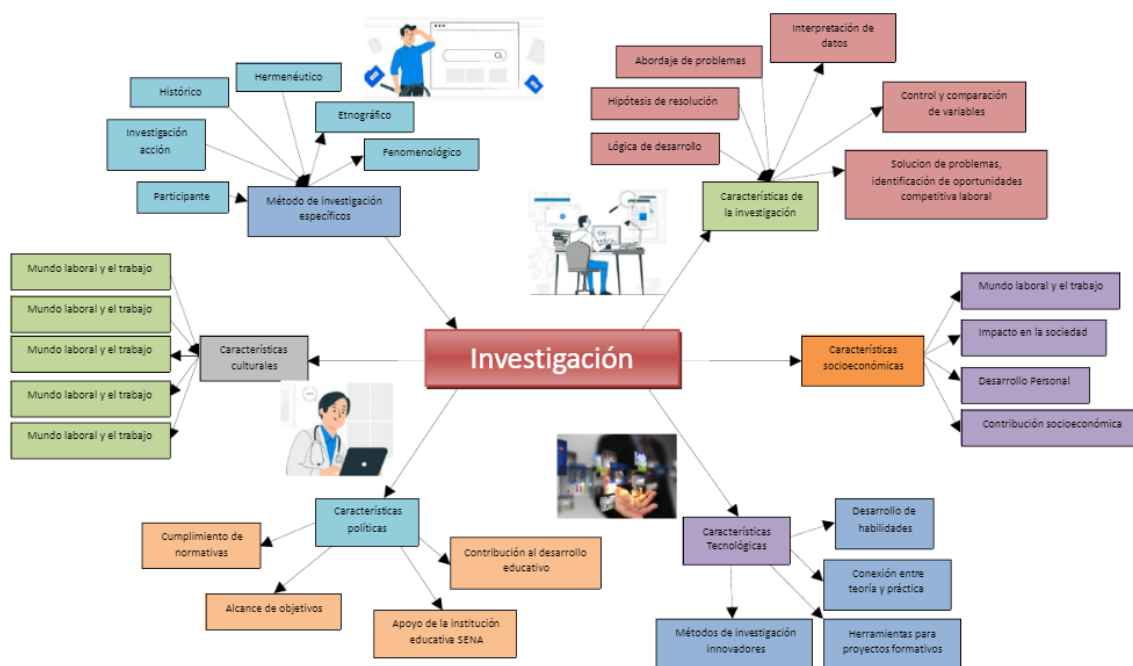 Hermenéutico
Histórico
Etnográfico
Investigación
acción
Fenomenológico
Participante
Método de investigación
específicos
Interpretación
de datos
Abordaje de problemas
Hipótesis de resolución
Control y comparación
de variables
Lógica de desarrollo
Solucion de problemas,
identificación de oportunidades
competitiva laboral
Características de
la investigación
Mundo laboral y el trabajo
Mundo laboral y el trabajo
Mundo laboral y el trabajo
Mundo laboral y el trabajo
Mundo laboral y el trabajo
Características
culturales
Investigación
Características
socioeconómicas
Mundo laboral y el trabajo
Impacto en la sociedad
Desarrollo Personal
Contribución socioeconómica
Características
políticas
Cumplimiento de
normativas
Contribución al desarrollo
educativo
Alcance de objetivos
Apoyo de la institución
educativa SENA
Características
Tecnológicas
Desarrollo de
habilidades
Conexión entre
teoría y práctica
Métodos de investigación
innovadores
Herramientas para
proyectos formativos